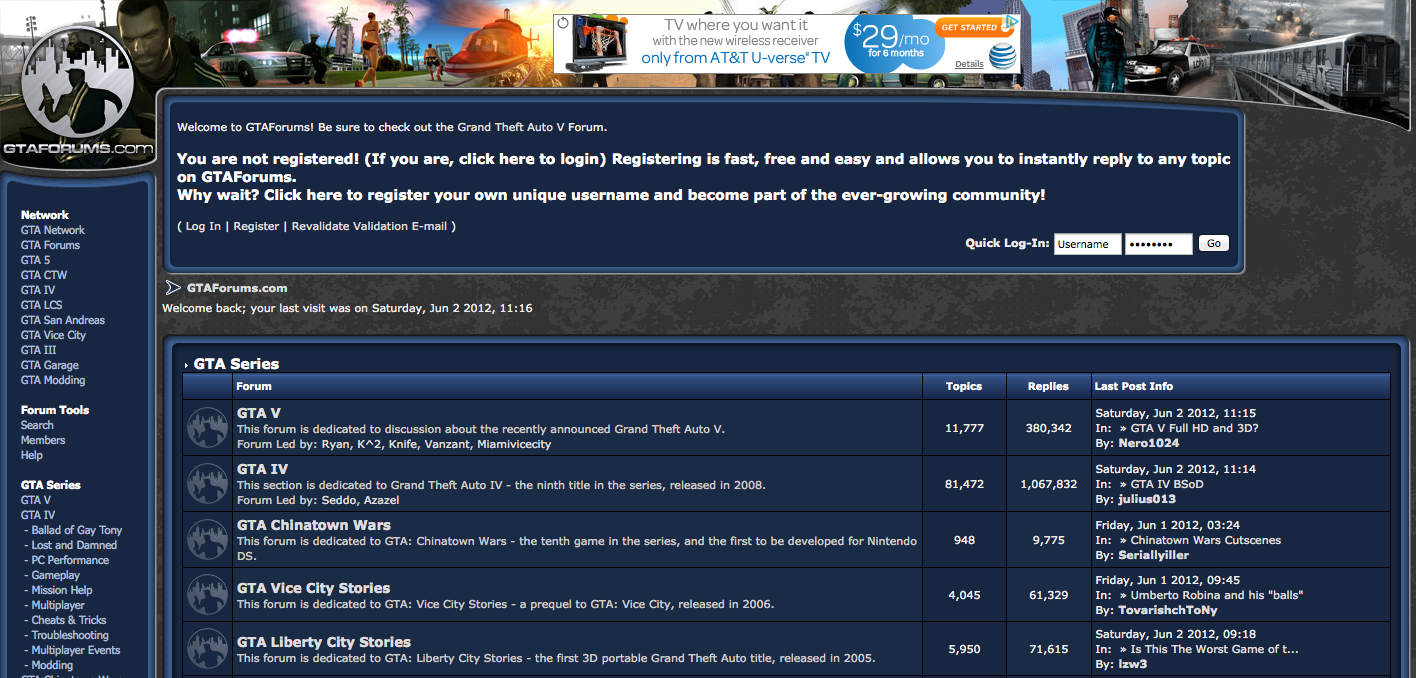 TV where you want it
with the new wireless receiver
only from AT&T U-verse® TV
$29/mo
for 6 months
GET STARTED
Details
GTAFORUMS.com
Welcome to GTAForums! Be sure to check out the Grand Theft Auto V Forum.
You are not registered! (If you are, click here to login) Registering is fast, free and easy and allows you to instantly reply to any topic
on GTAForums.
Why wait? Click here to register your own unique username and become part of the ever-growing community!
( Log In | Register | Revalidate Validation E-mail )
Quick Log-In: Username •••••••• Go
GTAForums.com
Welcome back; your last visit was on Saturday, Jun 2 2012, 11:16
Network
GTA Network
GTA Forums
GTA 5
GTA CTW
GTA IV
GTA LCS
GTA San Andreas
GTA Vice City
GTA III
GTA Garage
GTA Modding
Forum Tools
Search
Members
Help
GTA Series
GTA V
GTA IV
- Ballad of Gay Tony
- Lost and Damned
- PC Performance
- Gameplay
- Mission Help
- Multiplayer
- Cheats & Tricks
- Troubleshooting
- Multiplayer Events
- Modding
GTA Series
Forum Topics Replies Last Post Info
GTA V
This forum is dedicated to discussion about the recently announced Grand Theft Auto V.
Forum Led by: Ryan, K^2, Knife, Vanzant, Miamivicecity
11,777
380,342
Saturday, Jun 2 2012, 11:15
In: » GTA V Full HD and 3D?
By: Nero1024
GTA IV
This section is dedicated to Grand Theft Auto IV - the ninth title in the series, released in 2008.
Forum Led by: Seddo, Azazel
81,472
1,067,832
Saturday, Jun 2 2012, 11:14
In: » GTA IV BSoD
By: julius013
GTA Chinatown Wars
This forum is dedicated to GTA: Chinatown Wars - the tenth game in the series, and the first to be developed for Nintendo
DS.
948
9,775
Friday, Jun 1 2012, 03:24
In: » Chinatown Wars Cutscenes
By: Seriallyiller
GTA Vice City Stories
This forum is dedicated to GTA: Vice City Stories - a prequel to GTA: Vice City, released in 2006.
4,045
61,329
Friday, Jun 1 2012, 09:45
In: » Umberto Robina and his "balls"
By: TovarishchToNy
GTA Liberty City Stories
This forum is dedicated to GTA: Liberty City Stories - the first 3D portable Grand Theft Auto title, released in 2005.
5,950
71,615
Saturday, Jun 2 2012, 09:18
In: » Is This The Worst Game of t...
By: lzw3